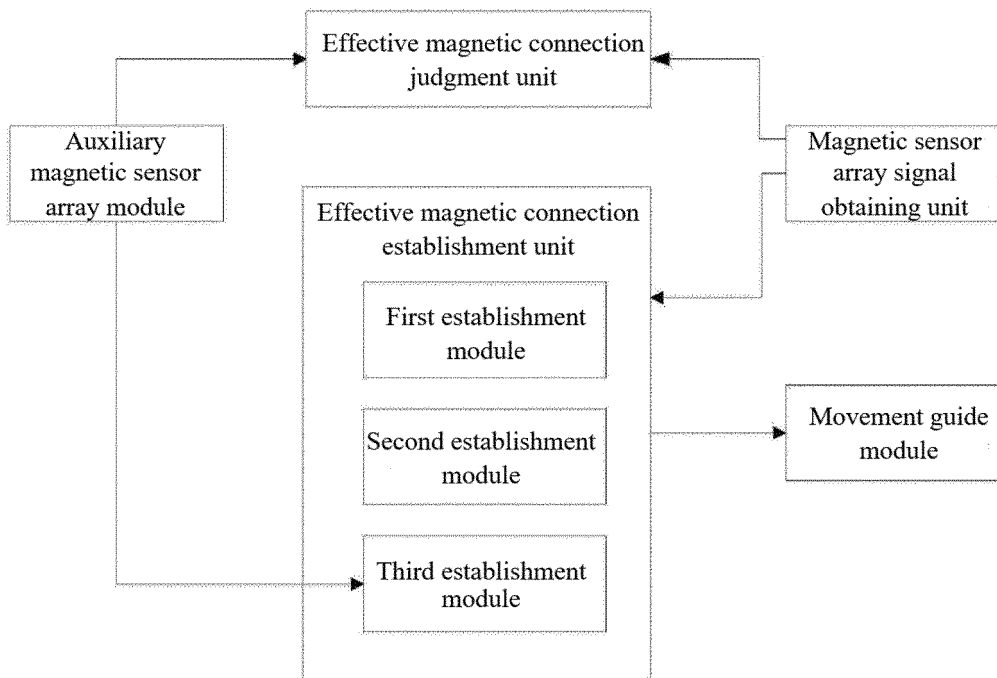 Effective magnetic connection
judgment unit
Auxiliary
magnetic sensor
array module
Magnetic sensor
array signal
obtaining unit
Effective magnetic connection
establishment unit
First establishment
module
Second establishment
module
Third establishment
module
Movement guide
module